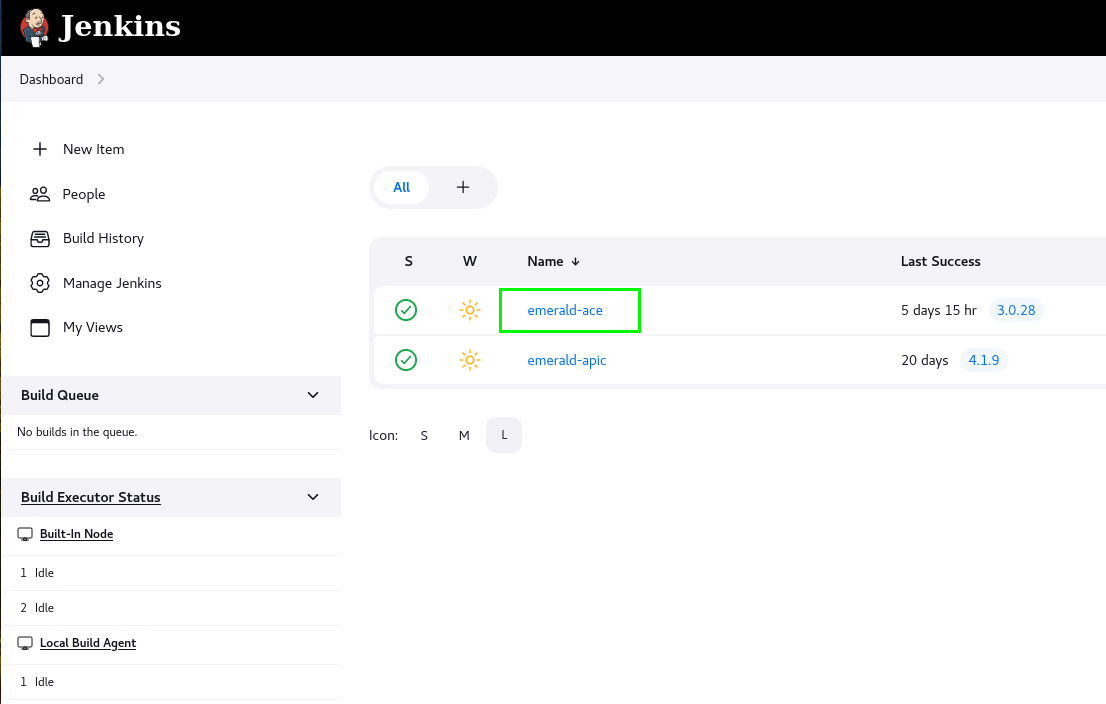 Jenkins
Dashboard
New Item
People
Build History
Manage Jenkins
My Views
Build Queue
No builds in the queue.
Build Executor Status
Built-In Node
1 Idle
2 Idle
Local Build Agent
1 Idle
All +
S W Name ↓ Last Success
emerald-ace 5 days 15 hr 3.0.28
emerald-apic 20 days 4.1.9
Icon: S M L